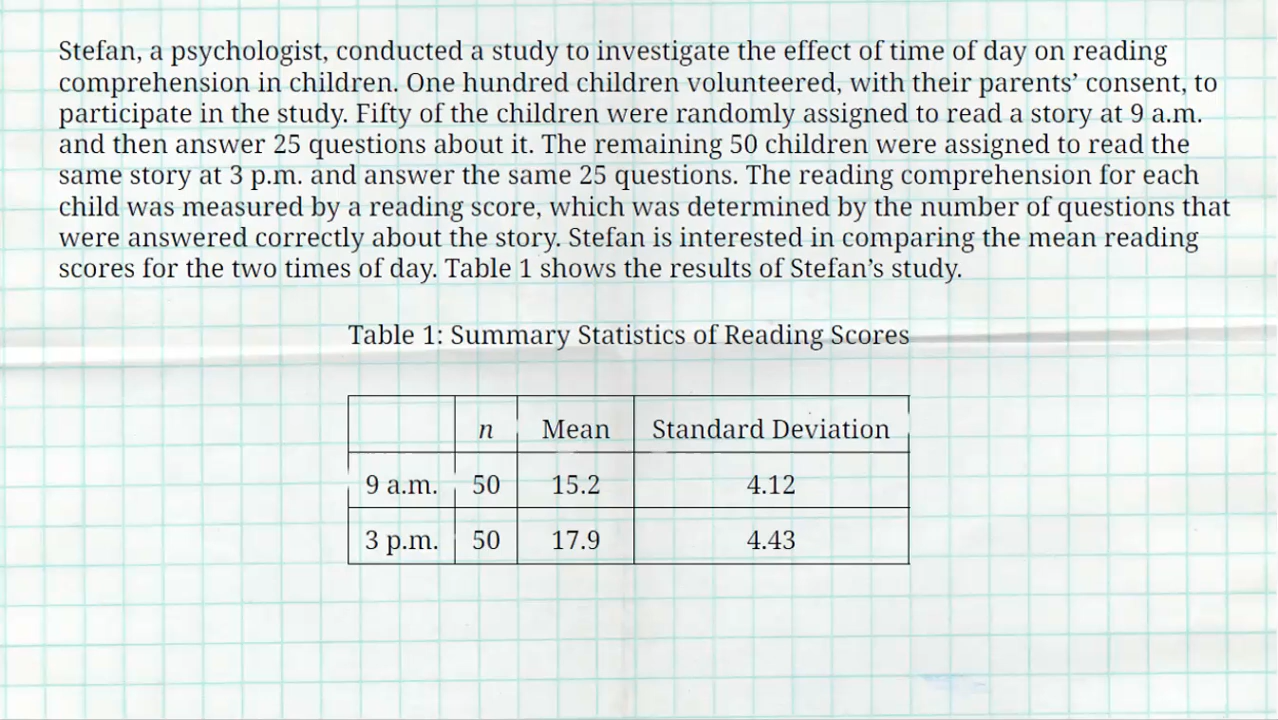 Stefan, a psychologist, conducted a study to investigate the effect of time of day on reading
comprehension in children. One hundred children volunteered, with their parents’ consent, to
participate in the study. Fifty of the children were randomly assigned to read a story at 9 a.m.
and then answer 25 questions about it. The remaining 50 children were assigned to read the
same story at 3 p.m. and answer the same 25 questions. The reading comprehension for each
child was measured by a reading score, which was determined by the number of questions that
were answered correctly about the story. Stefan is interested in comparing the mean reading
scores for the two times of day. Table 1 shows the results of Stefan’s study.
Table 1: Summary Statistics of Reading Scores
n Mean Standard Deviation
9 a.m. 50 15.2 4.12
3 p.m. 50 17.9 4.43